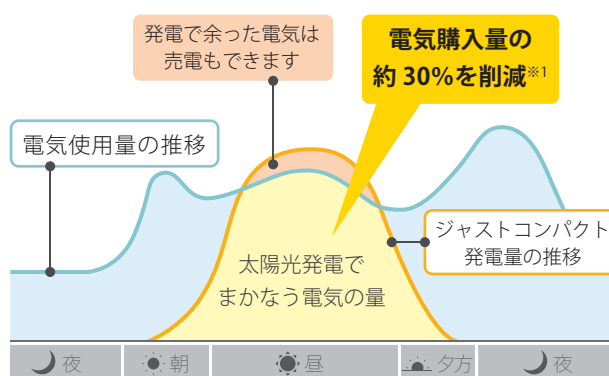 発電で余った電気は
売電もできます
電気購入量の
約30%を削減※1
電気使用量の推移
ジャストコンパクト
発電量の推移
太陽光発電で
まかなう電気の量
夜 朝 昼 夕方 夜